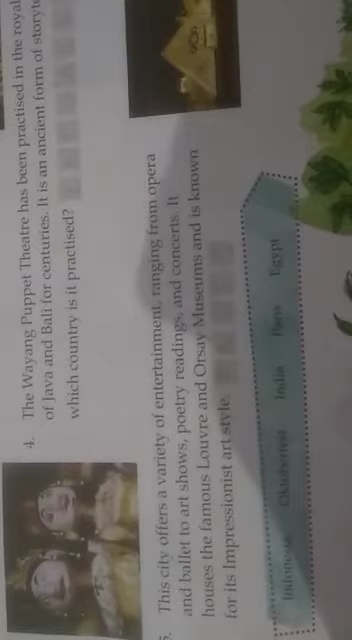 4. The Wayang Puppet Theatre has been practised in the royal
of Java and Bali for centuries. It is an ancient form of storyte
which country is it practised?
5. This city offers a variety of entertainment, ranging from opera
and ballet to art shows, poetry readings, and concerts. It
houses the famous Louvre and Orsay Museums and is known
for its Impressionist art style.
Indonesia Oktoberfest India Paris Egypt